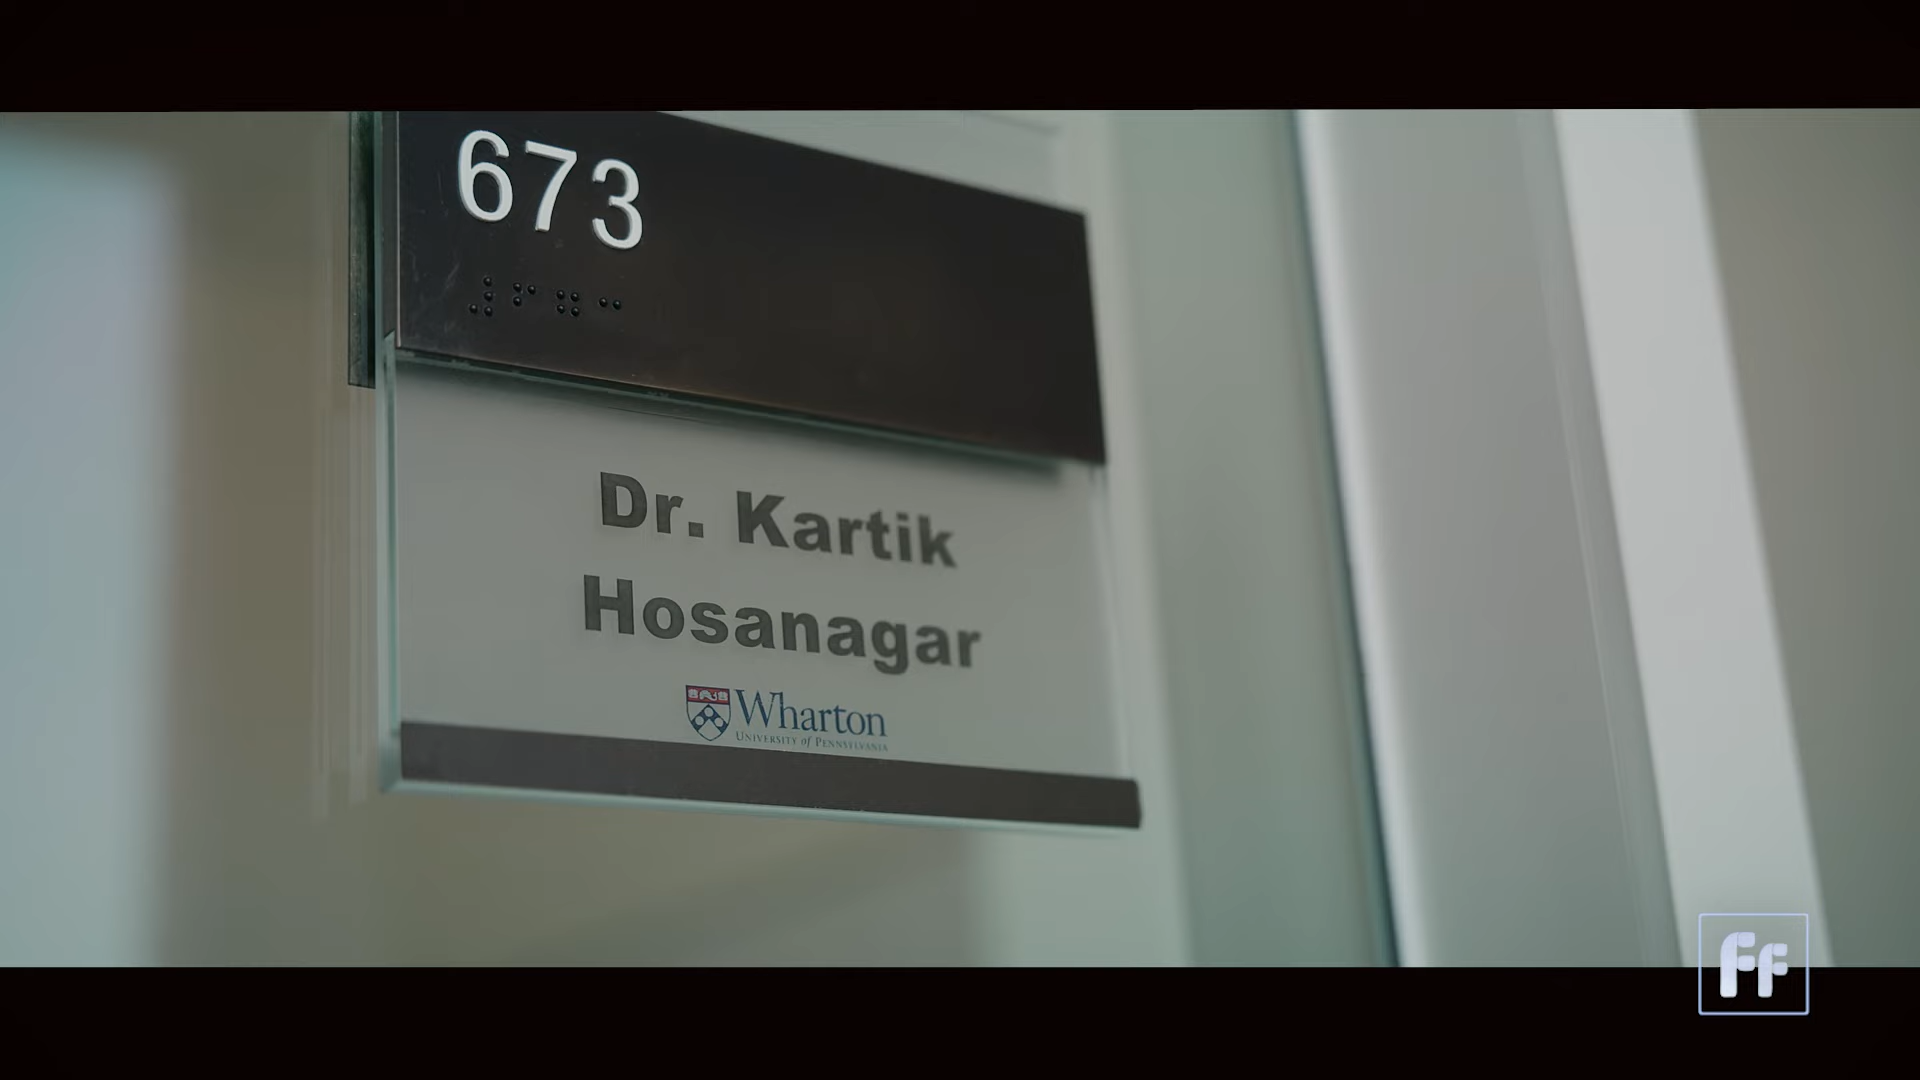 673
Dr. Kartik
Hosanagar
Wharton
UNIVERSITY of PENNSYLVANIA
FF